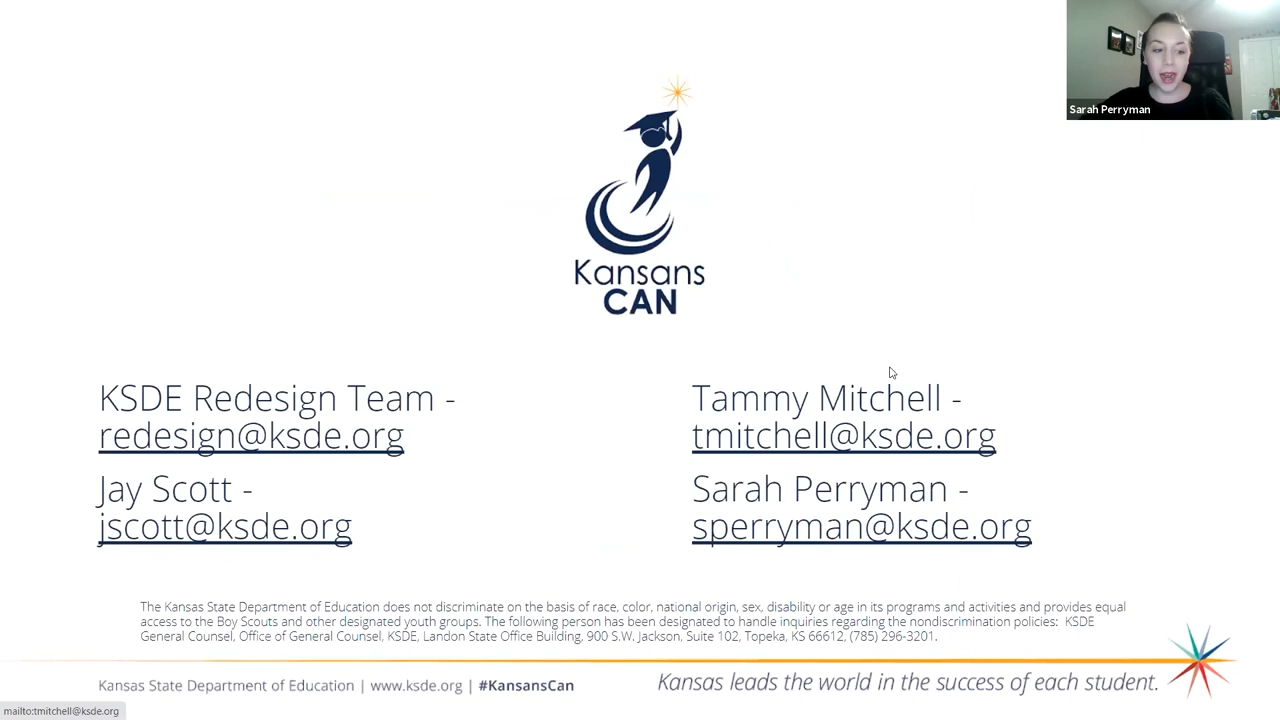 Sarah Perryman
Kansans
CAN
KSDE Redesign Team -
redesign@ksde.org
Jay Scott -
jscott@ksde.org
Tammy Mitchell -
tmitchell@ksde.org
Sarah Perryman -
sperryman@ksde.org
The Kansas State Department of Education does not discriminate on the basis of race, color, national origin, sex, disability or age in its programs and activities and provides equal
access to the Boy Scouts and other designated youth groups. The following person has been designated to handle inquiries regarding the nondiscrimination policies:  KSDE
General Counsel, Office of General Counsel, KSDE, Landon State Office Building, 900 S.W. Jackson, Suite 102, Topeka, KS 66612, (785) 296-3201.
Kansas State Department of Education | www.ksde.org | #KansansCan
Kansas leads the world in the success of each student.
mailto:tmitchell@ksde.org